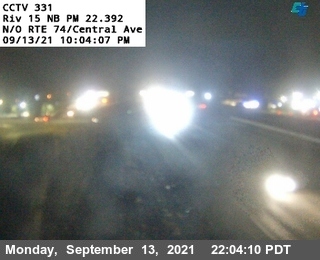 CCTV 331
Riv 15 NB PM 22.392
N/O RTE 74/Central Ave
09/13/21 10:04:07 PM
Monday, September 13, 2021 22:04:10 PDT